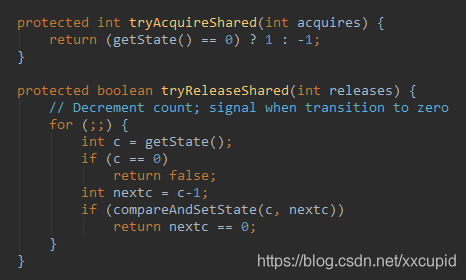 protected int tryAcquireShared(int acquires) {
    return (getState() == 0) ? 1 : -1;
}

protected boolean tryReleaseShared(int releases) {
    // Decrement count; signal when transition to zero
    for (;;) {
        int c = getState();
        if (c == 0)
            return false;
        int nextc = c-1;
        if (compareAndSetState(c, nextc))
            return nextc == 0;
    }
}
https://blog.csdn.net/xxcupid